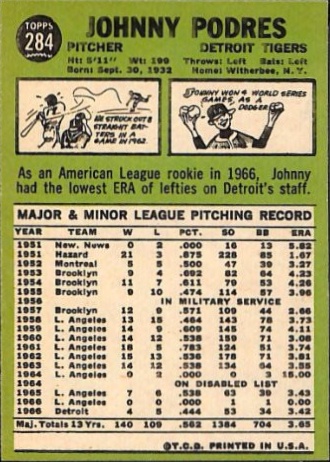 TOPPS
284
JOHNNY PODRES
PITCHER DETROIT TIGERS
Ht: 5'11" Wt: 199 Throws: Left Bats: Left
Born: Sept. 30, 1932 Home: Witherbee, N. Y.
HE STRUCK OUT 8
STRAIGHT BAT-
TERS IN A
GAME IN 1962.
JOHNNY WON 4 WORLD SERIES
GAMES, AS A
DODGER
As an American League rookie in 1966, Johnny
had the lowest ERA of lefties on Detroit's staff.
MAJOR & MINOR LEAGUE PITCHING RECORD
YEAR TEAM W L PCT. SO BB ERA
1951 New. Nuws 0 2 .000 16 13 5.82
1951 Hazard 21 3 .875 228 85 1.67
1952 Montreal 5 5 .500 47 39 3.27
1953 Brooklyn 9 4 .692 82 64 4.23
1954 Brooklyn 11 7 .611 79 53 4.26
1955 Brooklyn 9 10 .474 114 57 3.96
1956 IN MILITARY SERVICE
1957 Brooklyn 12 9 .571 109 44 2.66
1958 L. Angeles 13 15 .464 143 78 3.73
1959 L. Angeles 14 9 .609 145 74 4.11
1960 L. Angeles 14 12 .538 159 71 3.08
1961 L. Angeles 18 5 .783 124 51 3.74
1962 L. Angeles 15 13 .536 178 71 3.81
1963 L. Angeles 14 12 .538 134 64 3.55
1964 L. Angeles 0 2 .000 0 3 15.00
1964 ON DISABLED LIST
1965 L. Angeles 7 6 .538 63 39 3.43
1966 L. Angeles 0 0 .000 1 1 0.00
1966 Detroit 4 5 .444 53 34 3.42
Maj. Totals 13 Yrs. 140 109 .562 1384 704 3.65
©T.C.G. PRINTED IN U.S.A.